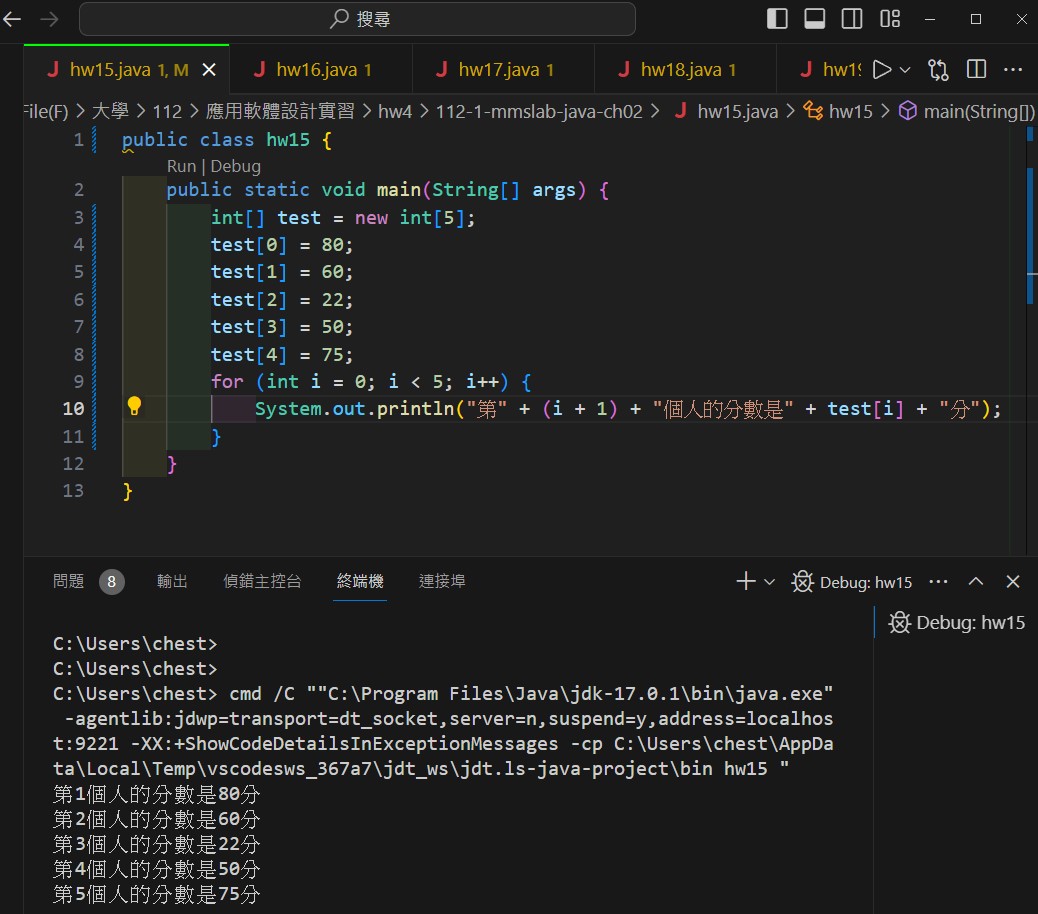 搜尋
hw15.java 1, M
hw16.java 1
hw17.java 1
hw18.java 1
hw19
File(F) > 大學 > 112 > 應用軟體設計實習 > hw4 > 112-1-mmslab-java-ch02 > hw15.java > hw15 > main(String[])
1 public class hw15 {
Run | Debug
2 public static void main(String[] args) {
3 int[] test = new int[5];
4 test[0] = 80;
5 test[1] = 60;
6 test[2] = 22;
7 test[3] = 50;
8 test[4] = 75;
9 for (int i = 0; i < 5; i++) {
10 System.out.println("第" + (i + 1) + "個人的分數是" + test[i] + "分");
11 }
12 }
13 }
問題 8 輸出 偵錯主控台 終端機 連接埠 Debug: hw15
Debug: hw15
C:\Users\chest>
C:\Users\chest>
C:\Users\chest> cmd /C ""C:\Program Files\Java\jdk-17.0.1\bin\java.exe"
-agentlib:jdwp=transport=dt_socket,server=n,suspend=y,address=localhos
t:9221 -XX:+ShowCodeDetailsInExceptionMessages -cp C:\Users\chest\AppDa
ta\Local\Temp\vscodesws_367a7\jdt_ws\jdt.ls-java-project\bin hw15 "
第1個人的分數是80分
第2個人的分數是60分
第3個人的分數是22分
第4個人的分數是50分
第5個人的分數是75分